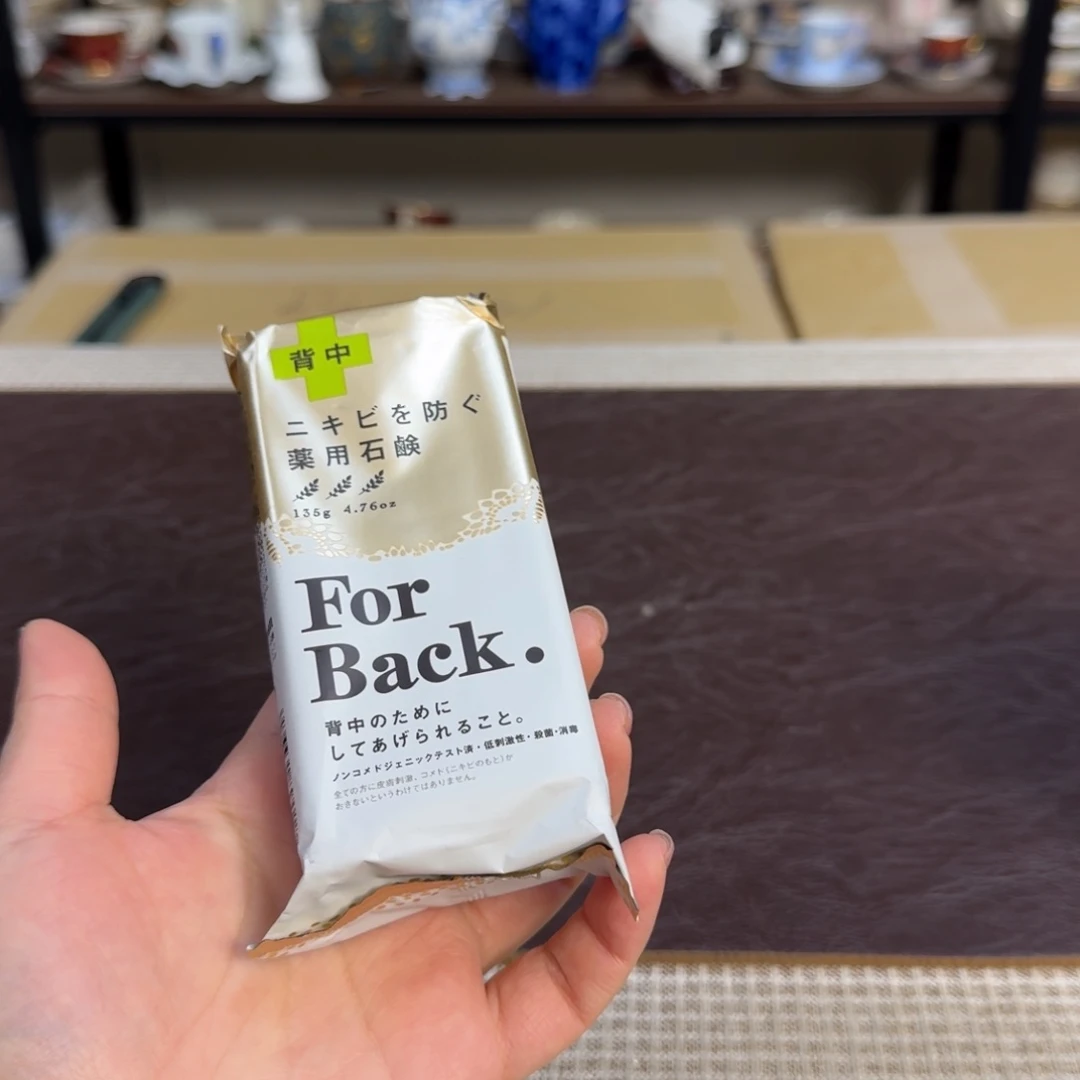 背中
ニキビを防ぐ
薬用石鹸
135g 4.76oz
For
Back.
背中のために
してあげられること。
ノンコメドジェニックテスト済・低刺激性・殺菌・消毒
全ての方に皮膚刺激、コメド(ニキビのもと)が
おきないというわけではありません。